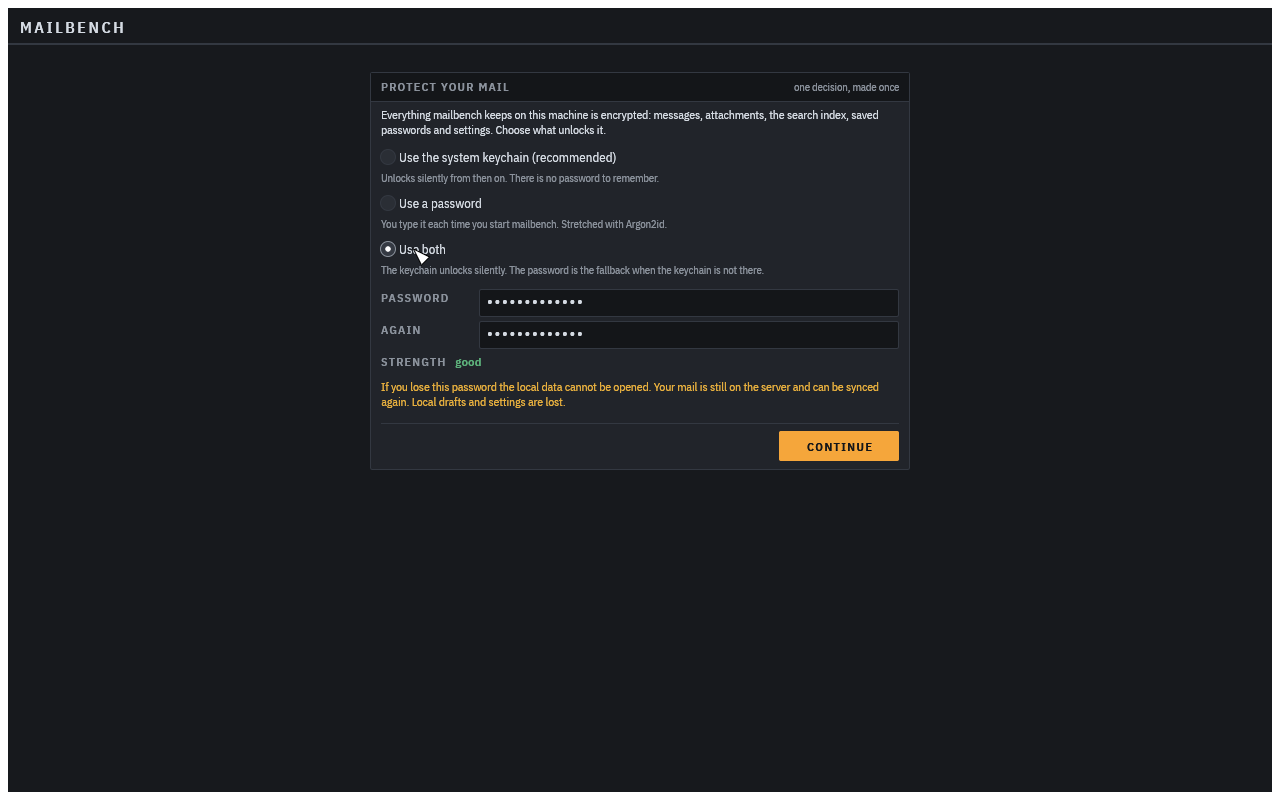 MAILBENCH
PROTECT YOUR MAIL
one decision, made once
Everything mailbench keeps on this machine is encrypted: messages, attachments, the search index, saved
passwords and settings. Choose what unlocks it.
Use the system keychain (recommended)
Unlocks silently from then on. There is no password to remember.
Use a password
You type it each time you start mailbench. Stretched with Argon2id.
Use both
The keychain unlocks silently. The password is the fallback when the keychain is not there.
PASSWORD •••••••••••••
AGAIN •••••••••••••
STRENGTH good
If you lose this password the local data cannot be opened. Your mail is still on the server and can be synced
again. Local drafts and settings are lost.
CONTINUE